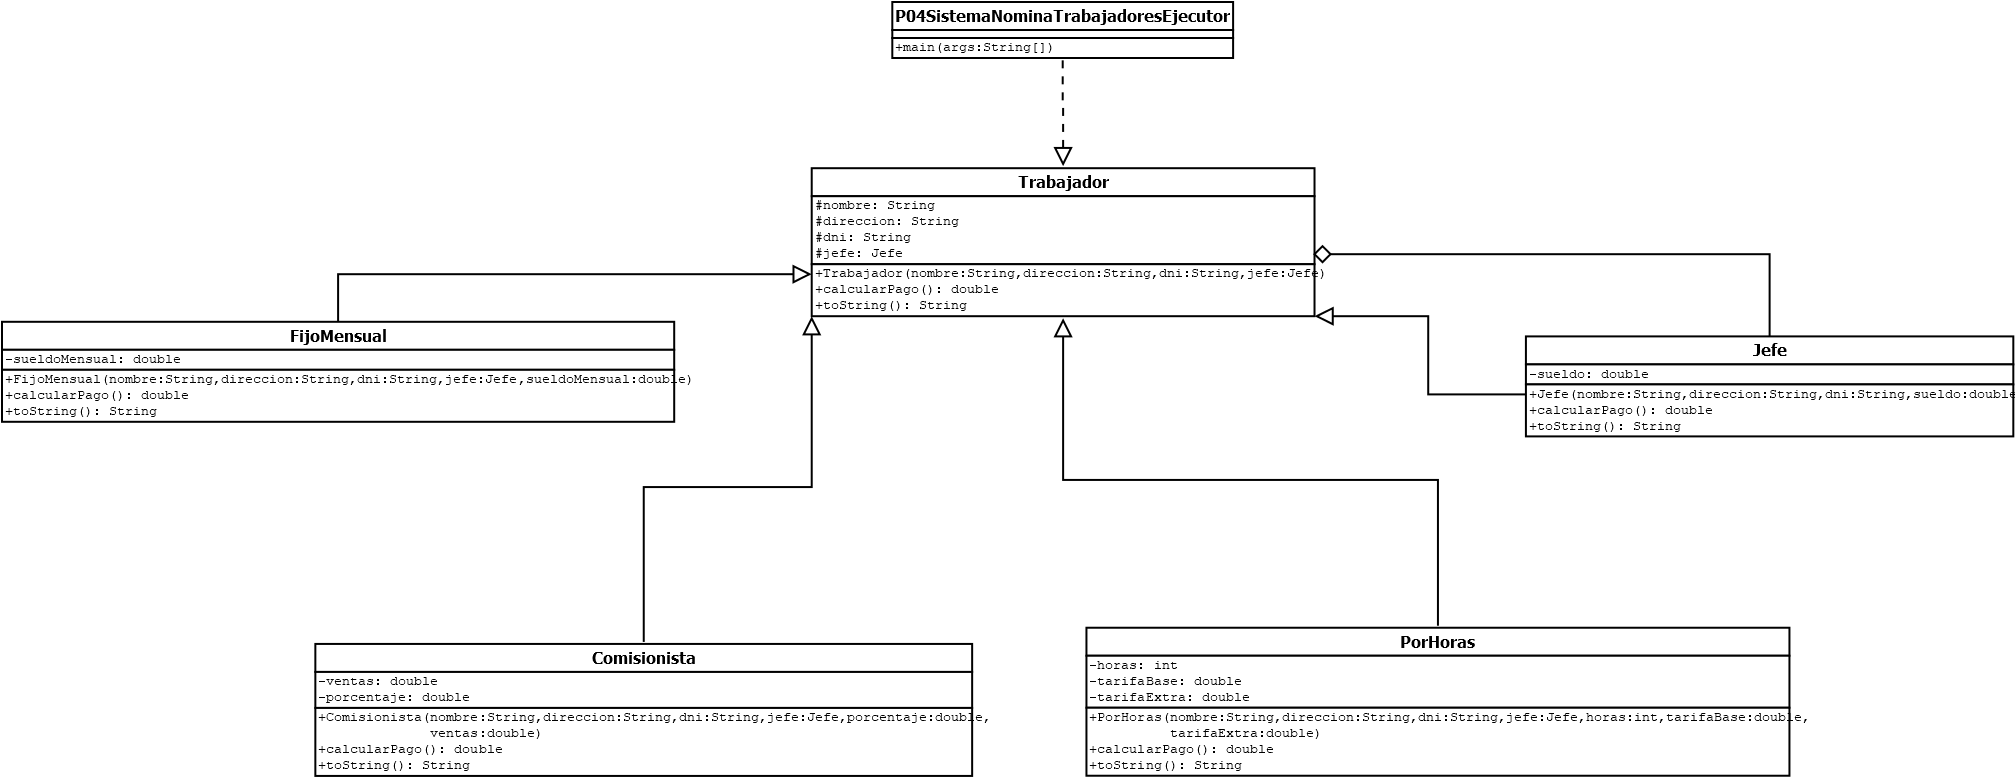 P04SistemaNominaTrabajadoresEjecutor
+main(args:String[])
Trabajador
#nombre: String
#direccion: String
#dni: String
#jefe: Jefe
+Trabajador(nombre:String,direccion:String,dni:String,jefe:Jefe)
+calcularPago(): double
+toString(): String
FijoMensual
-sueldoMensual: double
+FijoMensual(nombre:String,direccion:String,dni:String,jefe:Jefe,sueldoMensual:double)
+calcularPago(): double
+toString(): String
Jefe
-sueldo: double
+Jefe(nombre:String,direccion:String,dni:String,sueldo:double
+calcularPago(): double
+toString(): String
Comisionista
-ventas: double
-porcentaje: double
+Comisionista(nombre:String,direccion:String,dni:String,jefe:Jefe,porcentaje:double,
ventas:double)
+calcularPago(): double
+toString(): String
PorHoras
-horas: int
-tarifaBase: double
-tarifaExtra: double
+PorHoras(nombre:String,direccion:String,dni:String,jefe:Jefe,horas:int,tarifaBase:double,
tarifaExtra:double)
+calcularPago(): double
+toString(): String